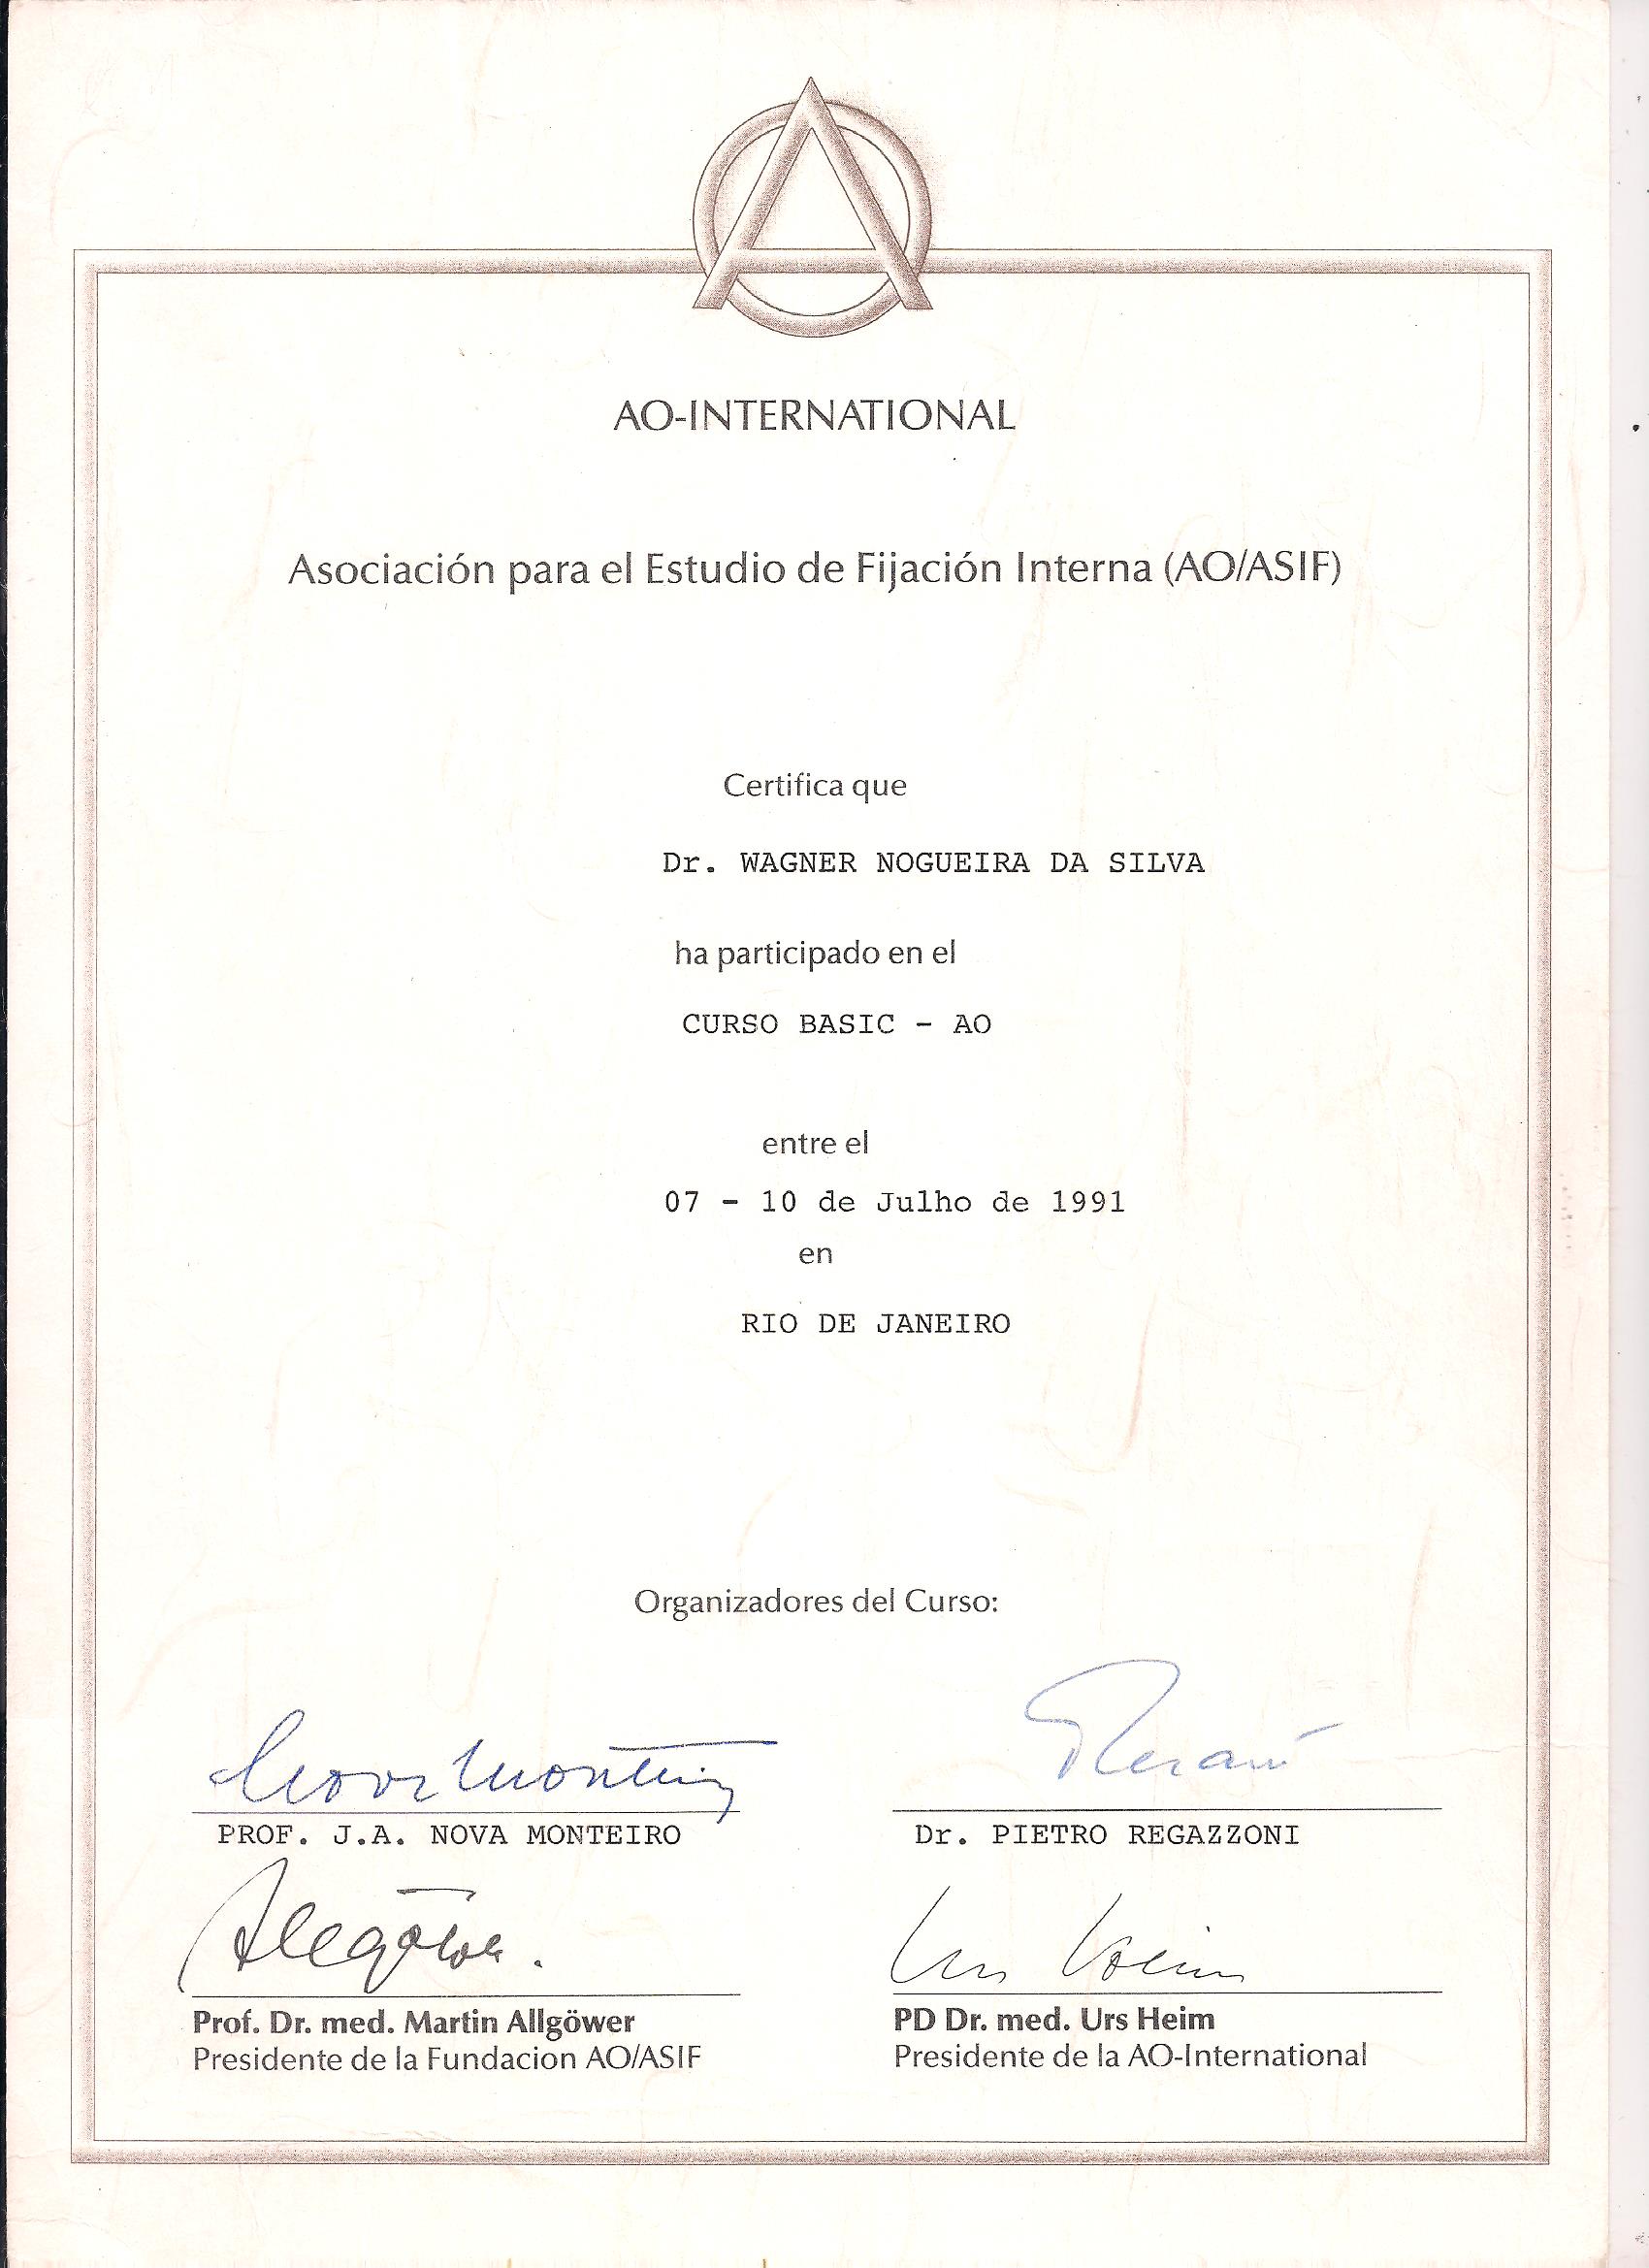 AO-INTERNATIONAL
Asociación para el Estudio de Fijación Interna (AO/ASIF)
Certifica que
Dr. WAGNER NOGUEIRA DA SILVA
ha participado en el
CURSO BASIC - AO
entre el
07 - 10 de Julho de 1991
en
RIO DE JANEIRO
Organizadores del Curso:
PROF. J.A. NOVA MONTEIRO
Dr. PIETRO REGAZZONI
Prof. Dr. med. Martin Allgöwer
Presidente de la Fundacion AO/ASIF
PD Dr. med. Urs Heim
Presidente de la AO-International